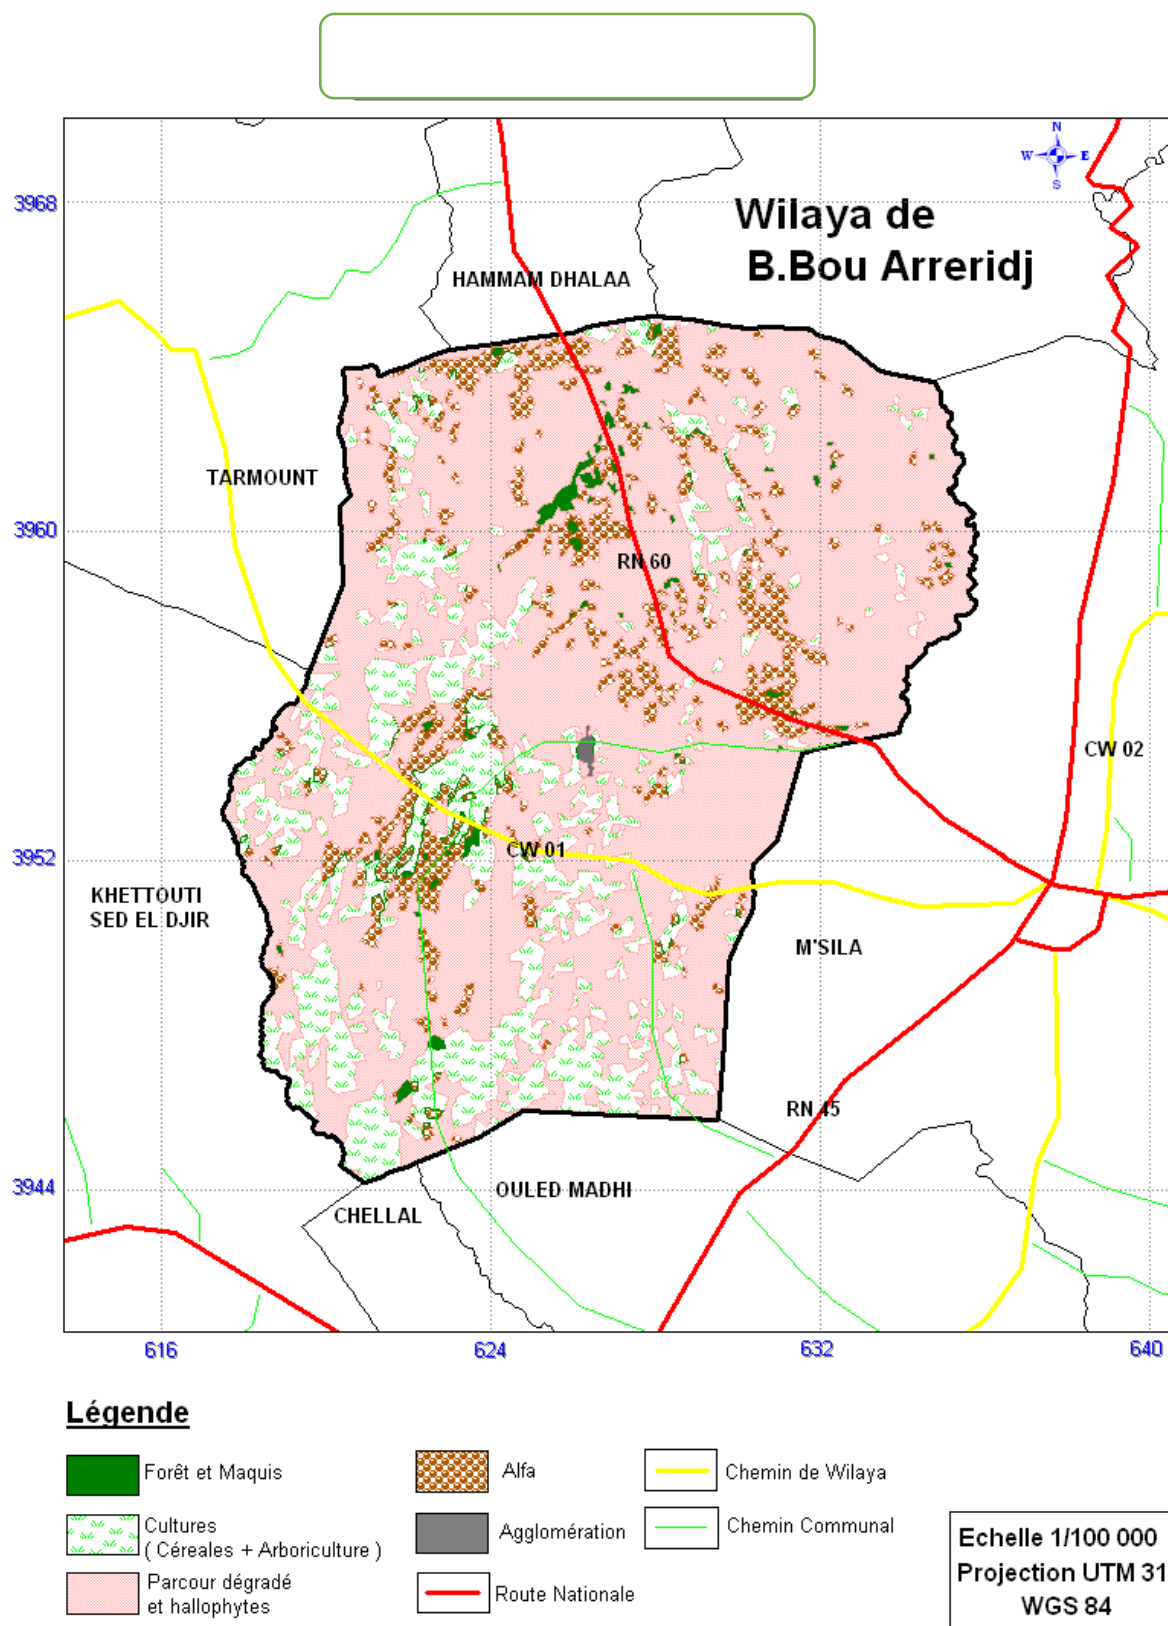 N
W E
S
3968
Wilaya de
B.Bou Arreridj
HAMMAM DHALAA
TARMOUNT
3960
RN 60
CW 02
CW 01
3952
KHETTOUTI
SED EL DJIR
M'SILA
RN 45
3944
OULED MADHI
CHELLAL
616 624 632 640
Légende
Forêt et Maquis
Alfa
Chemin de Wilaya
Cultures
( Céreales + Arboriculture )
Agglomération
Chemin Communal
Parcour dégradé
et hallophytes
Route Nationale
Echelle 1/100 000
Projection UTM 31
WGS 84